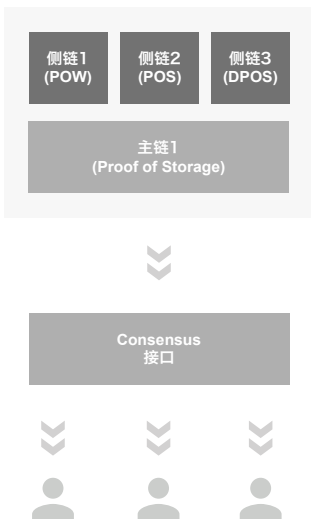 侧链1
(POW)
侧链2
(POS)
侧链3
(DPOS)
主链1
(Proof of Storage)
Consensus
接口